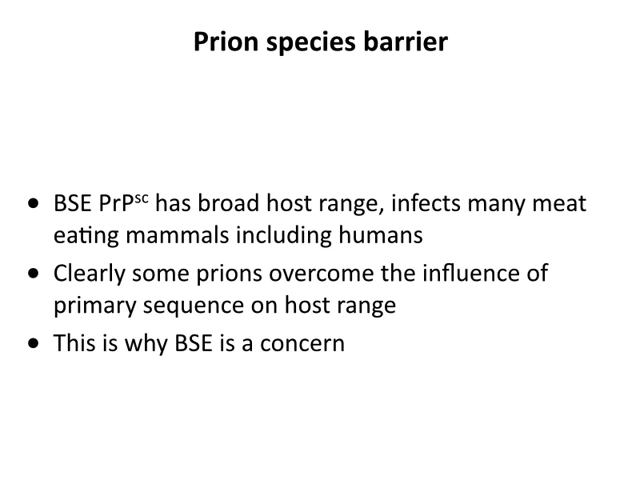 Prion species barrier
• BSE PrPˢᶜ has broad host range, infects many meat
eating mammals including humans
• Clearly some prions overcome the influence of
primary sequence on host range
• This is why BSE is a concern